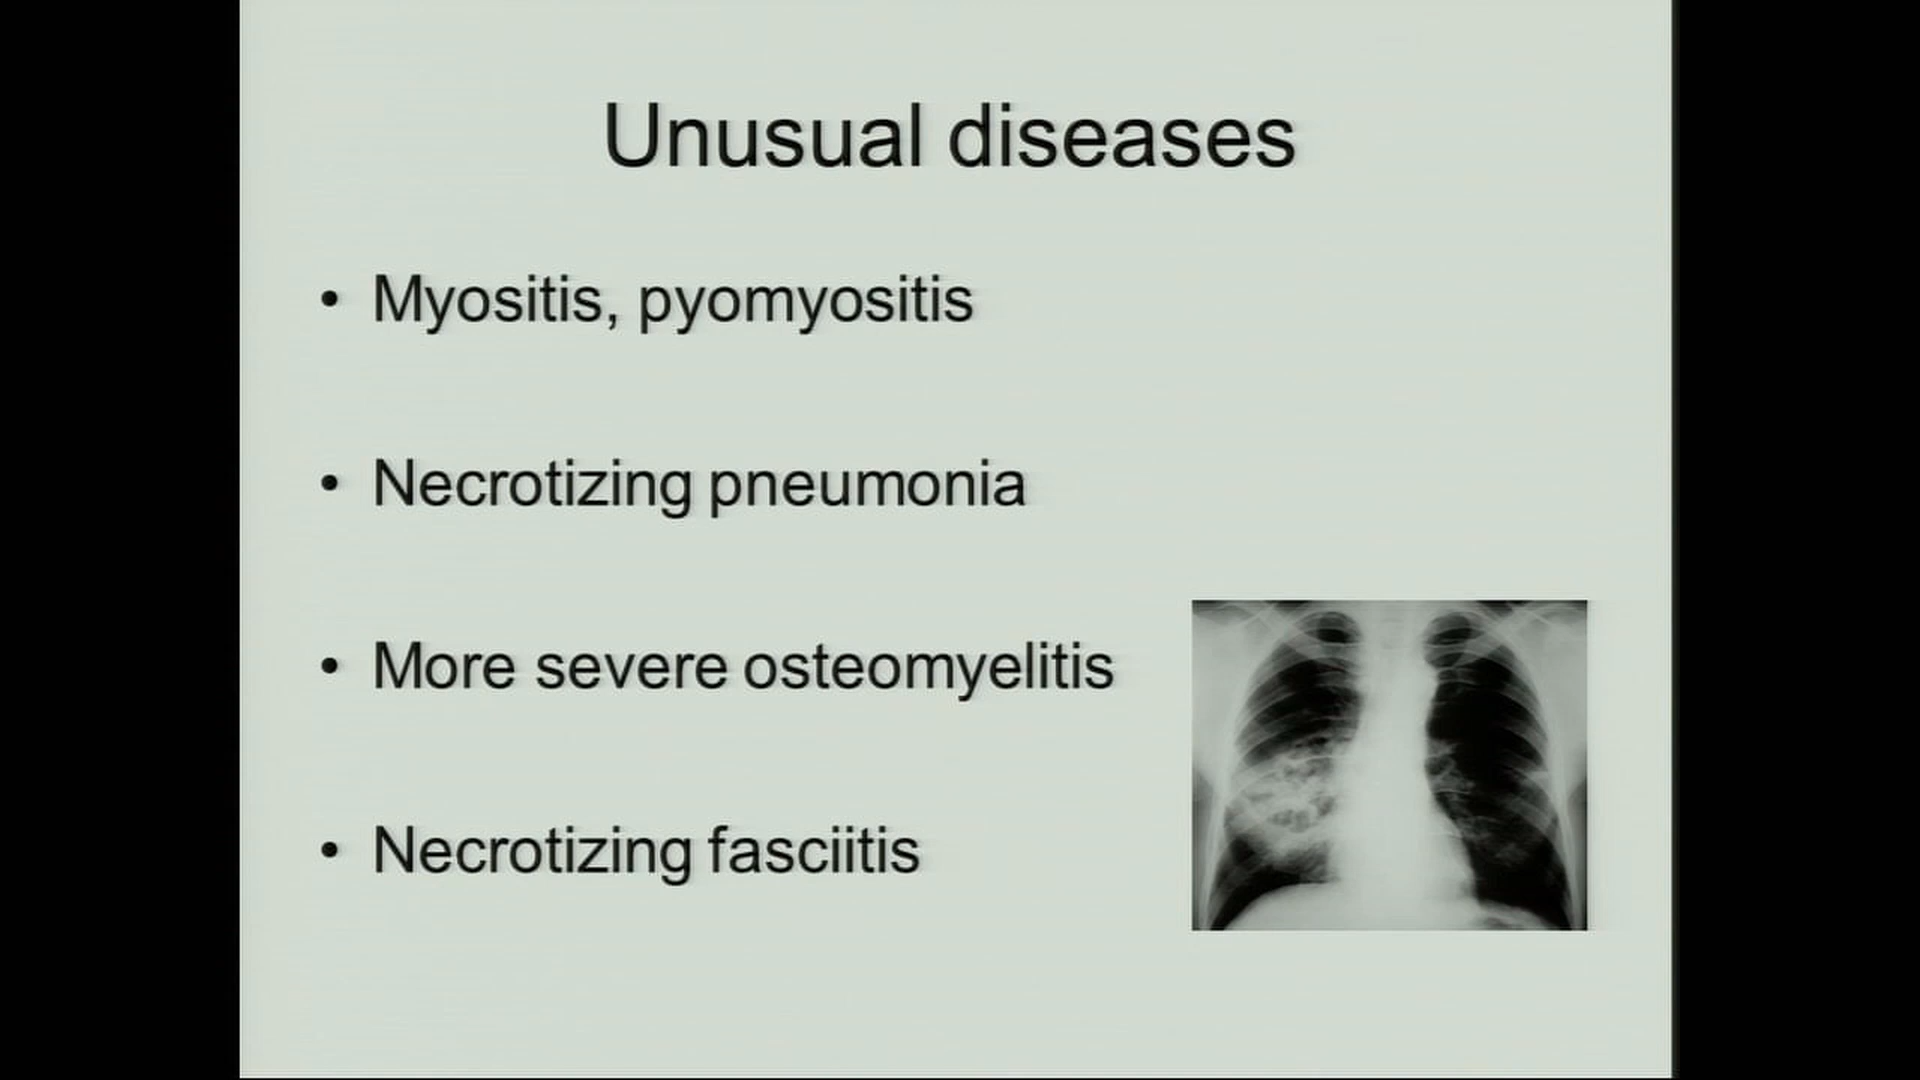 Unusual diseases
• Myositis, pyomyositis
• Necrotizing pneumonia
• More severe osteomyelitis
• Necrotizing fasciitis